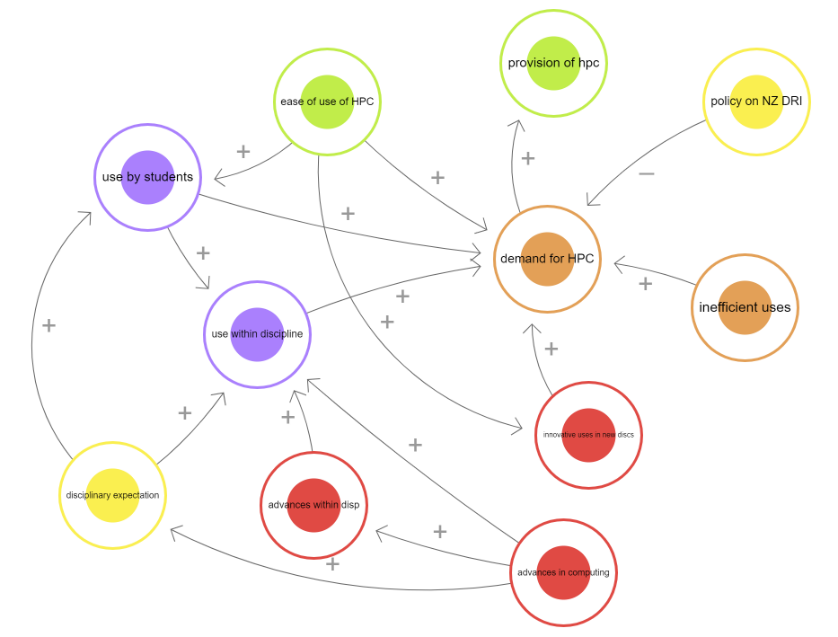 provision of hpc
ease of use of HPC
policy on NZ DRI
+
+
+
−
use by students
+
+
demand for HPC
+
inefficient uses
+
+
+
+
use within discipline
+
+
+
innovative uses in new discs
+
disciplinary expectation
advances within disp
+
+
advances in computing